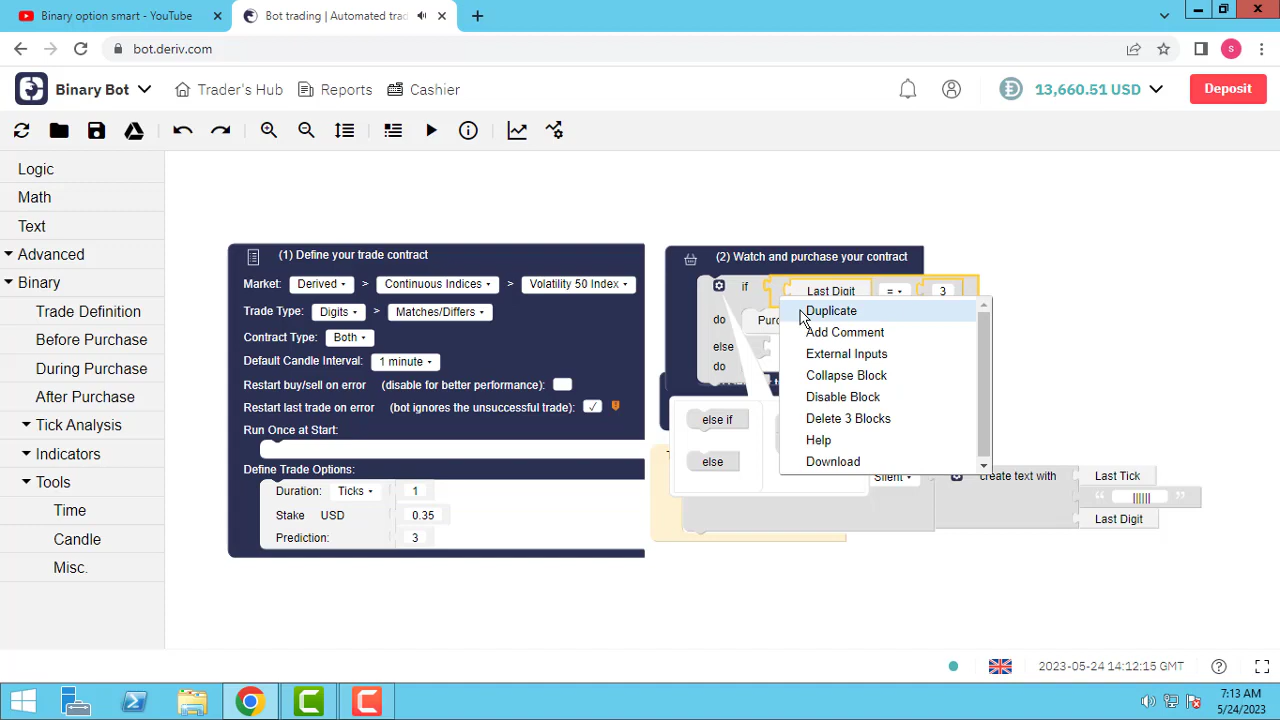 Binary option smart - YouTube
Bot trading | Automated trad
bot.deriv.com
S
Binary Bot
Trader's Hub
Reports
Cashier
13,660.51 USD
Deposit
Logic
Math
Text
Advanced
Binary
Trade Definition
Before Purchase
During Purchase
After Purchase
Tick Analysis
Indicators
Tools
Time
Candle
Misc.
(1) Define your trade contract
Market: Derived > Continuous Indices > Volatility 50 Index
Trade Type: Digits > Matches/Differs
Contract Type: Both
Default Candle Interval: 1 minute
Restart buy/sell on error (disable for better performance):
Restart last trade on error (bot ignores the unsuccessful trade): ✓
Run Once at Start:
Define Trade Options:
Duration: Ticks 1
Stake USD 0.35
Prediction: 3
(2) Watch and purchase your contract
if Last Digit = 3
do Purc
else
do
else if
else
Duplicate
Add Comment
External Inputs
Collapse Block
Disable Block
Delete 3 Blocks
Help
Download
Silent
create text with Last Tick
“ |||||| ”
Last Digit
2023-05-24 14:12:15 GMT
7:13 AM
5/24/2023